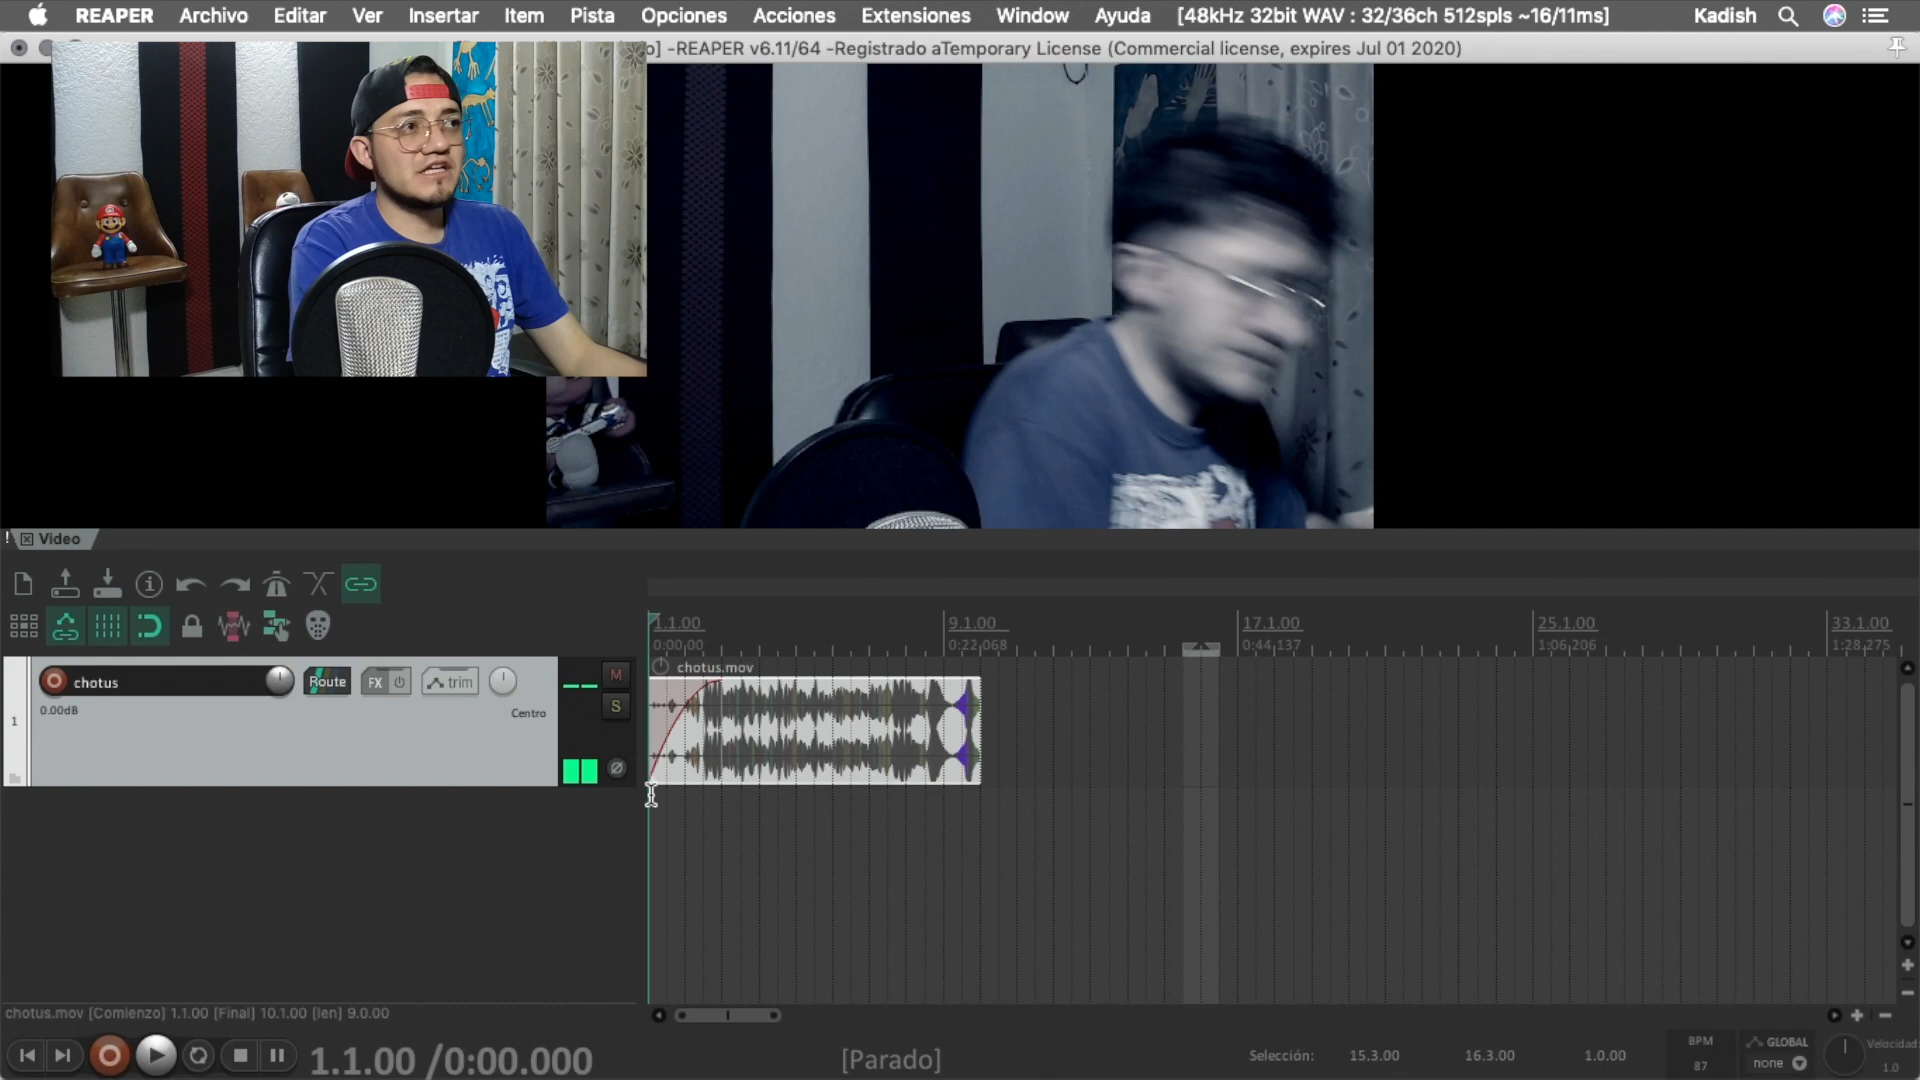 REAPER Archivo Editar Ver Insertar Item Pista Opciones Acciones Extensiones Window Ayuda [48kHz 32bit WAV : 32/36ch 512spls ~16/11ms] Kadish
o] -REAPER v6.11/64 -Registrado aTemporary License (Commercial license, expires Jul 01 2020)
! Video
1.1.00 9.1.00 17.1.00 25.1.00 33.1.00
0:00,00 0:22,068 0:44,137 1:06,206 1:28,275
chotus.mov
chotus Route FX trim M
0.00dB Centro S
1
chotus.mov [Comienzo] 1.1.00 [Final] 10.1.00 [len] 9.0.00
1.1.00 /0:00.000 [Parado] Selección: 15.3.00 16.3.00 1.0.00
BPM GLOBAL Velocidad:
87 none 1.0